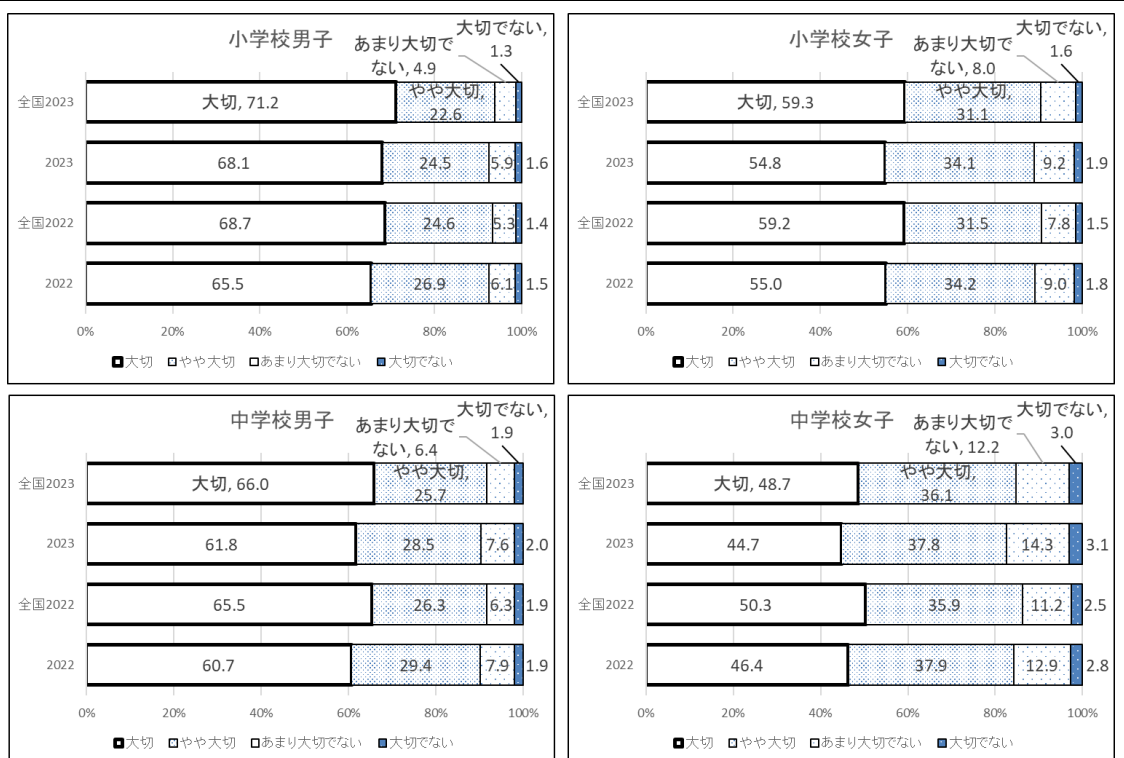 小学校男子
大切でない,
1.3
あまり大切で
ない, 4.9
全国2023
大切, 71.2
やや大切,
22.6
2023
68.1
24.5
5.9
1.6
全国2022
68.7
24.6
5.3
1.4
2022
65.5
26.9
6.1
1.5
0%
20%
40%
60%
80%
100%
大切
やや大切
あまり大切でない
大切でない
小学校女子
大切でない,
1.6
あまり大切で
ない, 8.0
全国2023
大切, 59.3
やや大切,
31.1
2023
54.8
34.1
9.2
1.9
全国2022
59.2
31.5
7.8
1.5
2022
55.0
34.2
9.0
1.8
0%
20%
40%
60%
80%
100%
大切
やや大切
あまり大切でない
大切でない
中学校男子
大切でない,
1.9
あまり大切で
ない, 6.4
全国2023
大切, 66.0
やや大切,
25.7
2023
61.8
28.5
7.6
2.0
全国2022
65.5
26.3
6.3
1.9
2022
60.7
29.4
7.9
1.9
0%
20%
40%
60%
80%
100%
大切
やや大切
あまり大切でない
大切でない
中学校女子
大切でない,
3.0
あまり大切で
ない, 12.2
全国2023
大切, 48.7
やや大切,
36.1
2023
44.7
37.8
14.3
3.1
全国2022
50.3
35.9
11.2
2.5
2022
46.4
37.9
12.9
2.8
0%
20%
40%
60%
80%
100%
大切
やや大切
あまり大切でない
大切でない